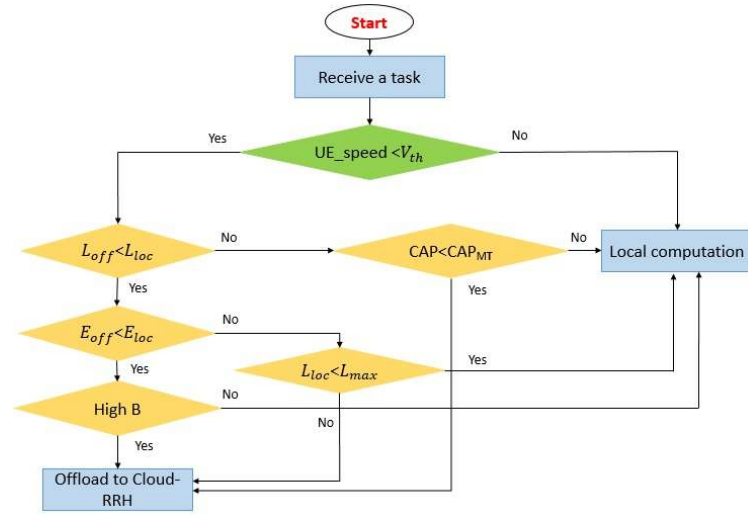 Start
Receive a task
Yes
No
UE_speed <V_th
L_off<L_loc
No
CAP<CAP_MT
No
Local computation
Yes
Yes
E_off<E_loc
No
Yes
L_loc<L_max
Yes
High B
No
No
Yes
Offload to Cloud-
RRH